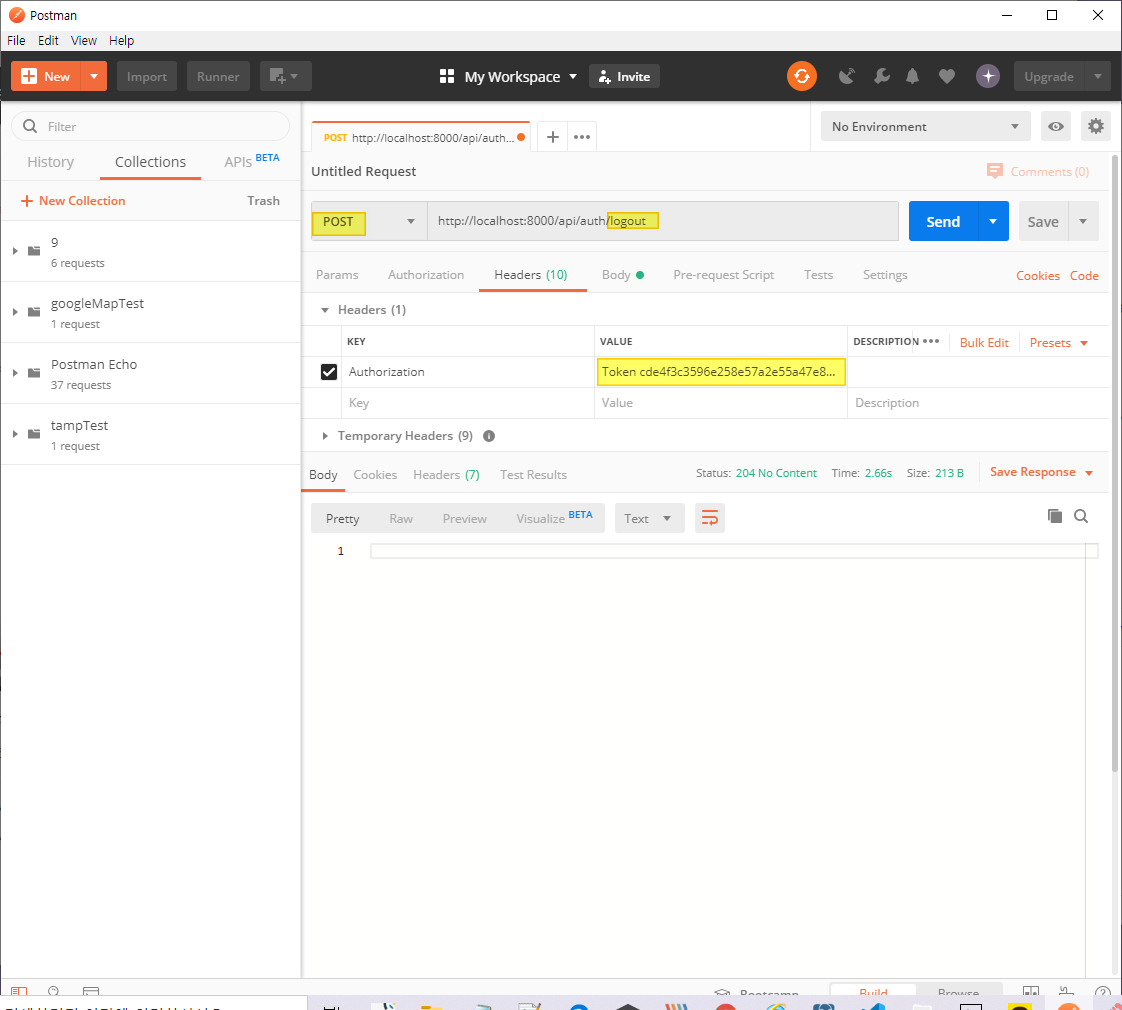 Postman
File Edit View Help
New Import Runner My Workspace Invite Upgrade
Filter
History Collections APIs BETA
New Collection Trash
9
6 requests
googleMapTest
1 request
Postman Echo
37 requests
tampTest
1 request
POST http://localhost:8000/api/auth... No Environment
Untitled Request Comments (0)
POST http://localhost:8000/api/auth/logout Send Save
Params Authorization Headers (10) Body Pre-request Script Tests Settings Cookies Code
Headers (1)
KEY VALUE DESCRIPTION Bulk Edit Presets
Authorization Token cde4f3c3596e258e57a2e55a47e8...
Key Value Description
Temporary Headers (9)
Body Cookies Headers (7) Test Results Status: 204 No Content Time: 2.66s Size: 213 B Save Response
Pretty Raw Preview Visualize BETA Text
1
Bootcamp Build Browse